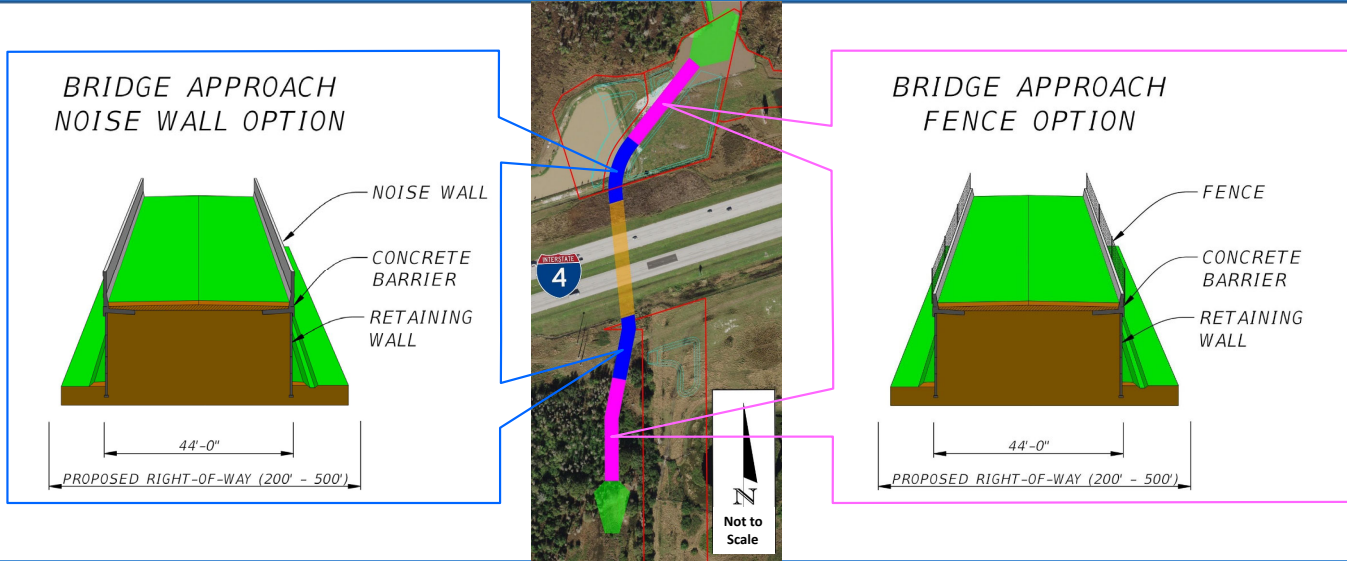 BRIDGE APPROACH
NOISE WALL OPTION
NOISE WALL
CONCRETE
BARRIER
RETAINING
WALL
44'-0"
PROPOSED RIGHT-OF-WAY (200' - 500')
INTERSTATE
4
N
Not to
Scale
BRIDGE APPROACH
FENCE OPTION
FENCE
CONCRETE
BARRIER
RETAINING
WALL
44'-0"
PROPOSED RIGHT-OF-WAY (200' - 500')